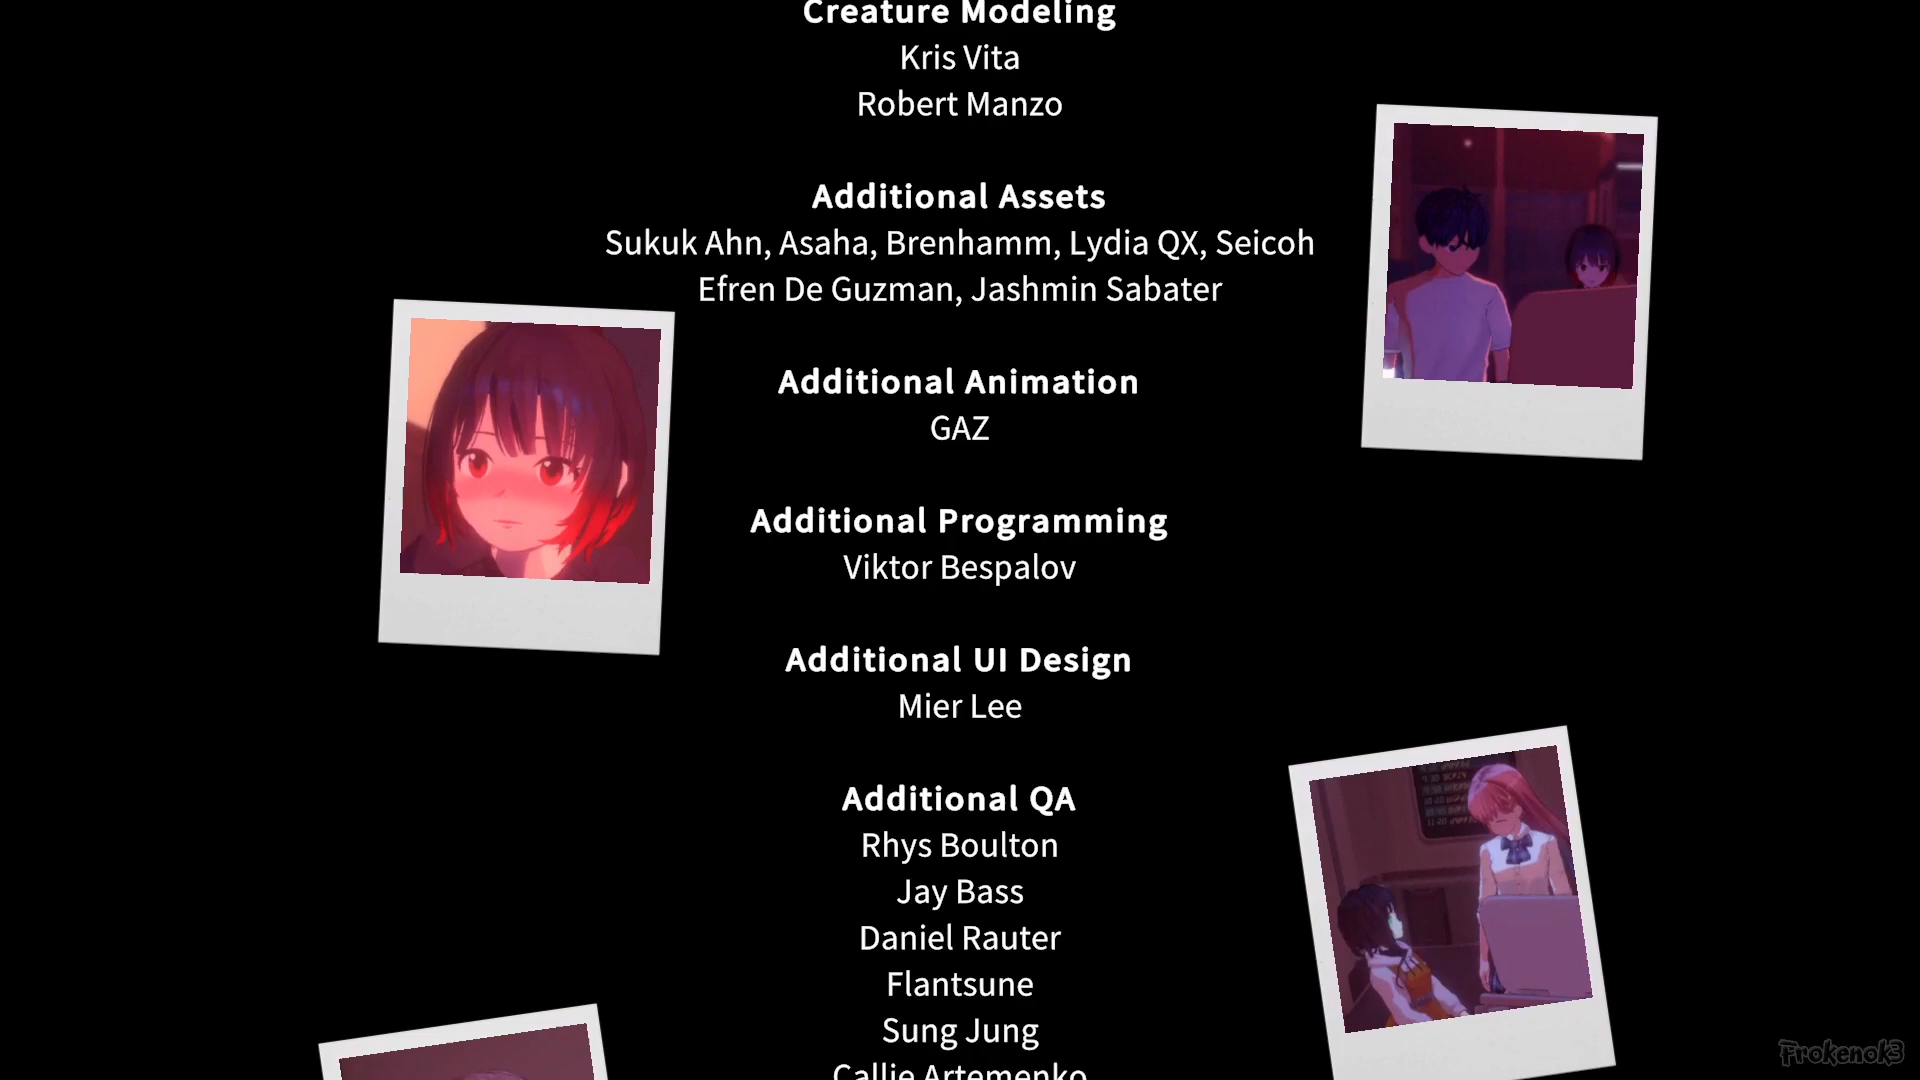 Creature Modeling
Kris Vita
Robert Manzo
Additional Assets
Sukuk Ahn, Asaha, Brenhamm, Lydia QX, Seicoh
Efren De Guzman, Jashmin Sabater
Additional Animation
GAZ
Additional Programming
Viktor Bespalov
Additional UI Design
Mier Lee
Additional QA
Rhys Boulton
Jay Bass
Daniel Rauter
Flantsune
Sung Jung
Callie Artemenko
Frokenok3